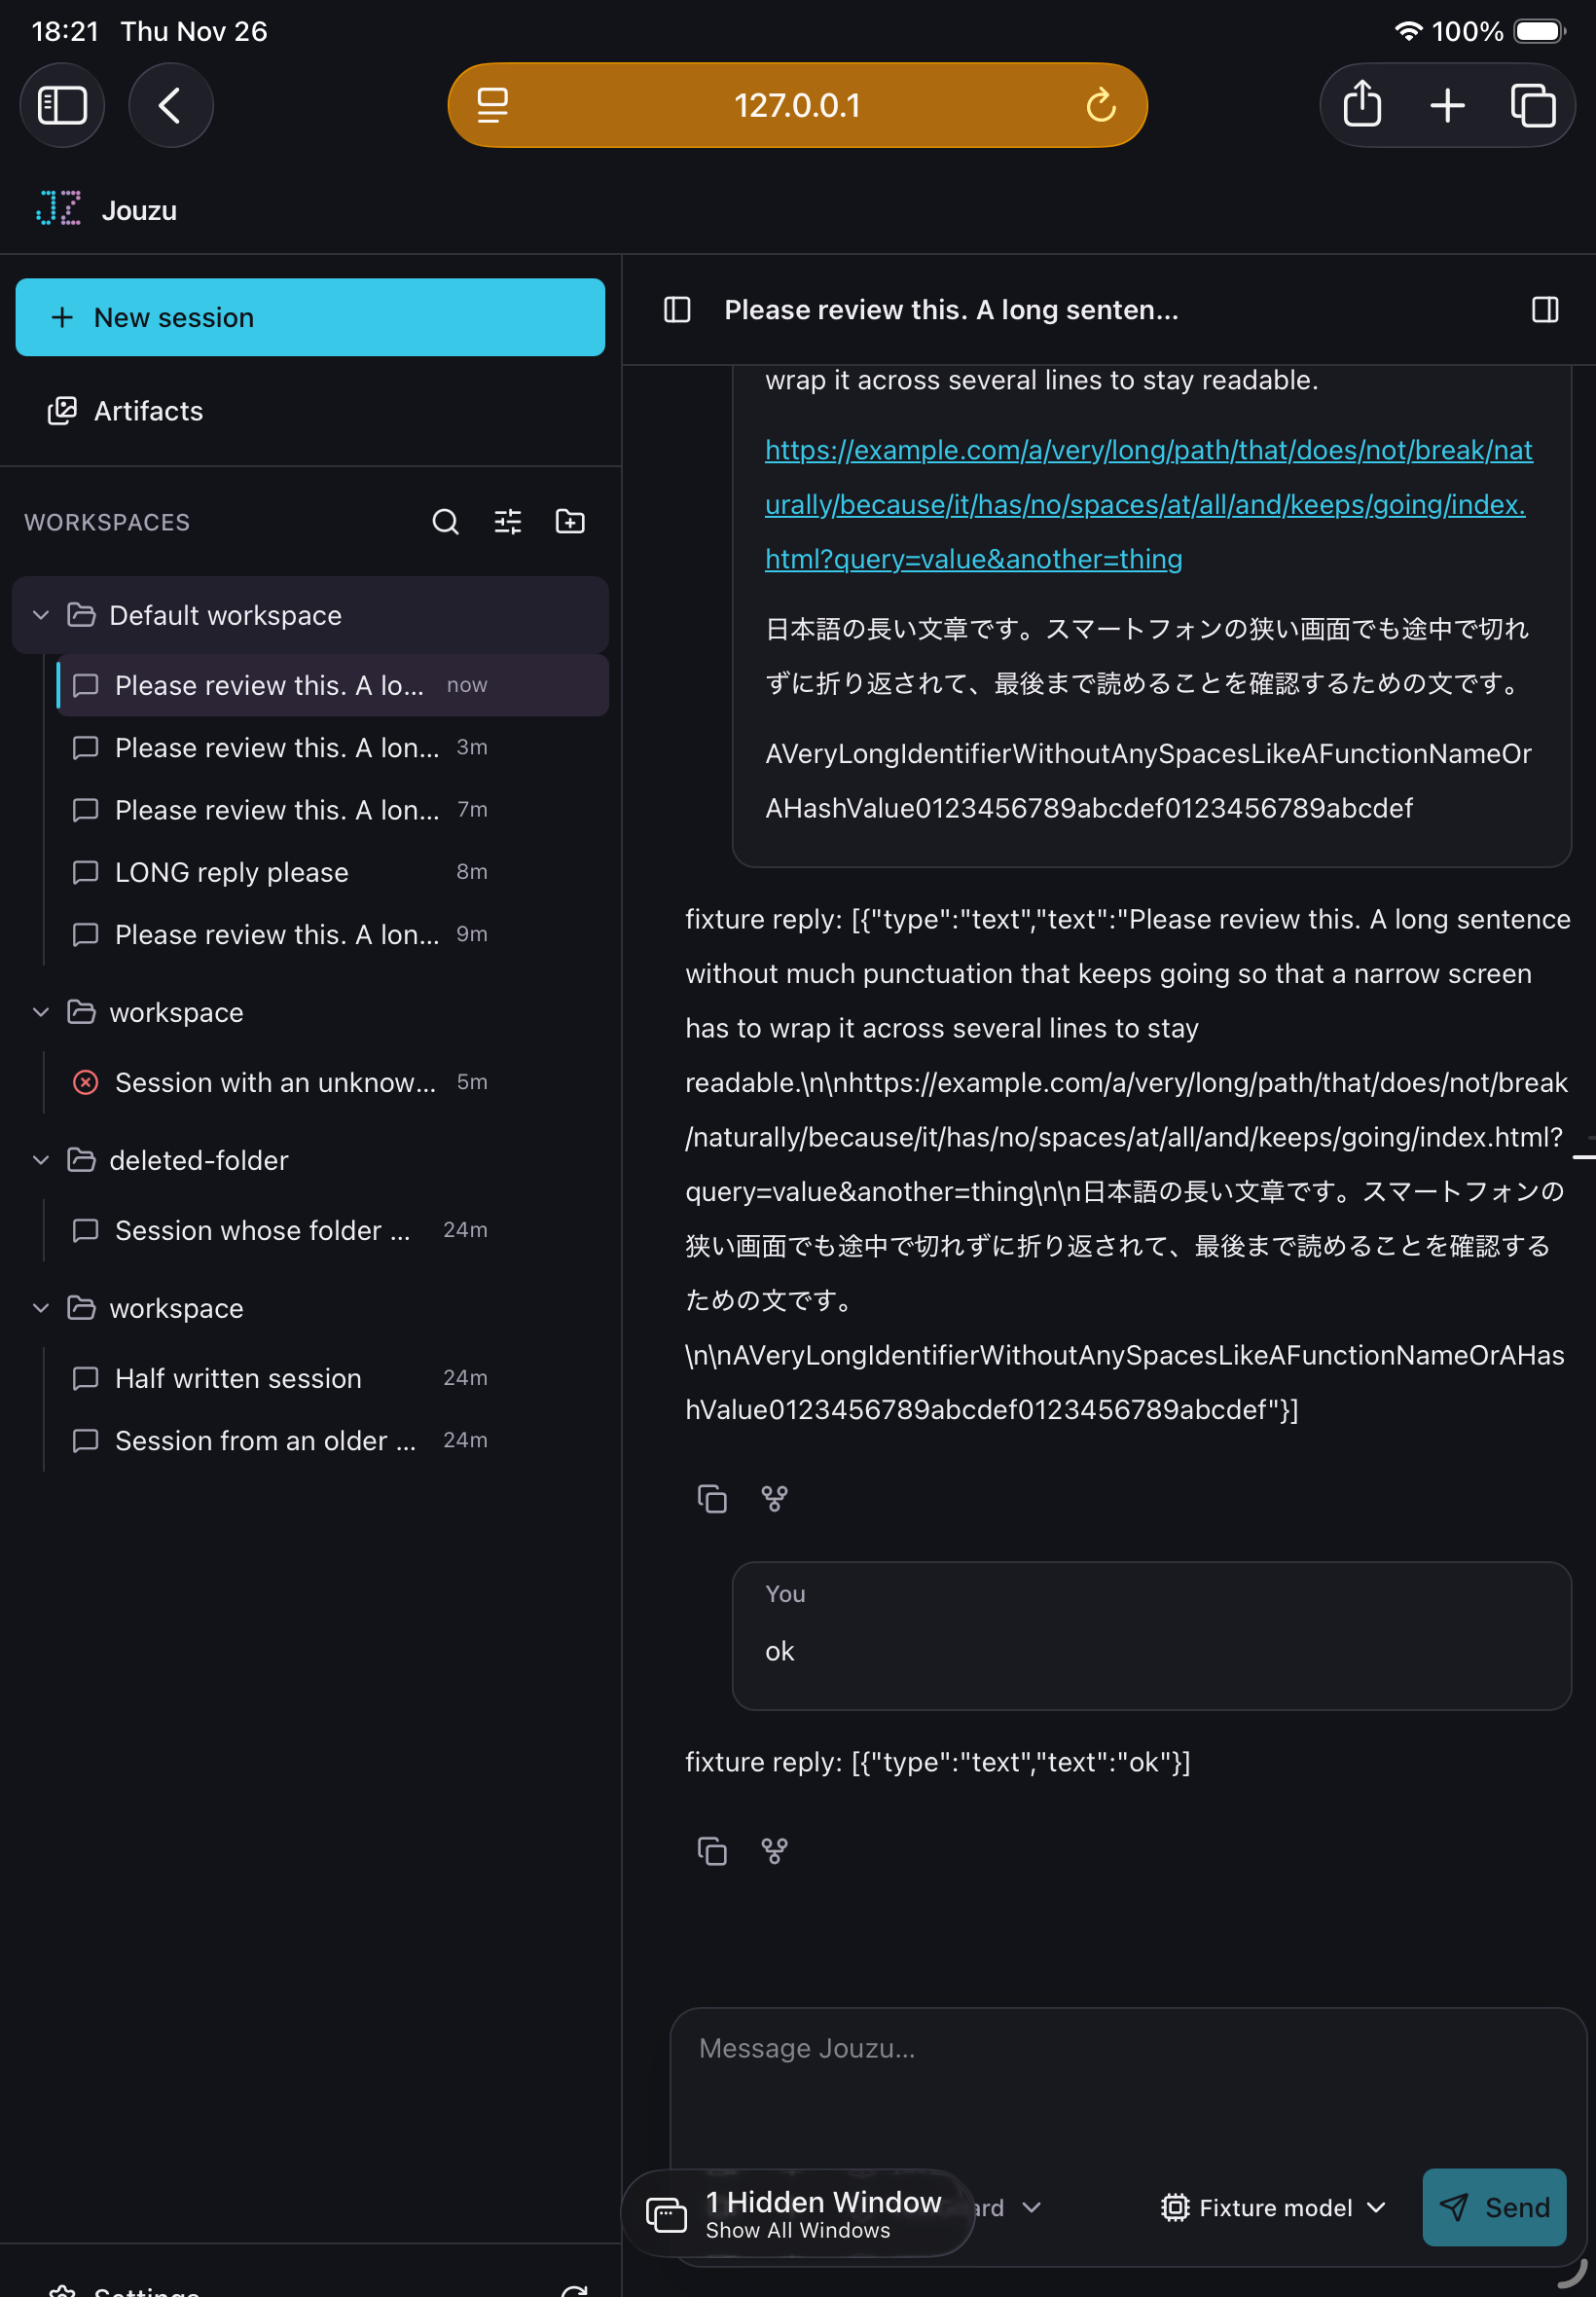 18:21 Thu Nov 26
100%
127.0.0.1
JZ Jouzu
New session
Artifacts
WORKSPACES
Default workspace
Please review this. A lo... now
Please review this. A lon... 3m
Please review this. A lon... 7m
LONG reply please 8m
Please review this. A lon... 9m
workspace
Session with an unknow... 5m
deleted-folder
Session whose folder ... 24m
workspace
Half written session 24m
Session from an older ... 24m
Settings
Please review this. A long senten...
wrap it across several lines to stay readable.
https://example.com/a/very/long/path/that/does/not/break/nat
urally/because/it/has/no/spaces/at/all/and/keeps/going/index.
html?query=value&another=thing
日本語の長い文章です。スマートフォンの狭い画面でも途中で切れ
ずに折り返されて、最後まで読めることを確認するための文です。
AVeryLongIdentifierWithoutAnySpacesLikeAFunctionNameOr
AHashValue0123456789abcdef0123456789abcdef
fixture reply: [{"type":"text","text":"Please review this. A long sentence
without much punctuation that keeps going so that a narrow screen
has to wrap it across several lines to stay
readable.\n\nhttps://example.com/a/very/long/path/that/does/not/break
/naturally/because/it/has/no/spaces/at/all/and/keeps/going/index.html?
query=value&another=thing\n\n日本語の長い文章です。スマートフォンの
狭い画面でも途中で切れずに折り返されて、最後まで読めることを確認する
ための文です。
\n\nAVeryLongIdentifierWithoutAnySpacesLikeAFunctionNameOrAHas
hValue0123456789abcdef0123456789abcdef"}]
You
ok
fixture reply: [{"type":"text","text":"ok"}]
Message Jouzu...
1 Hidden Window
Show All Windows
Fixture model
Send